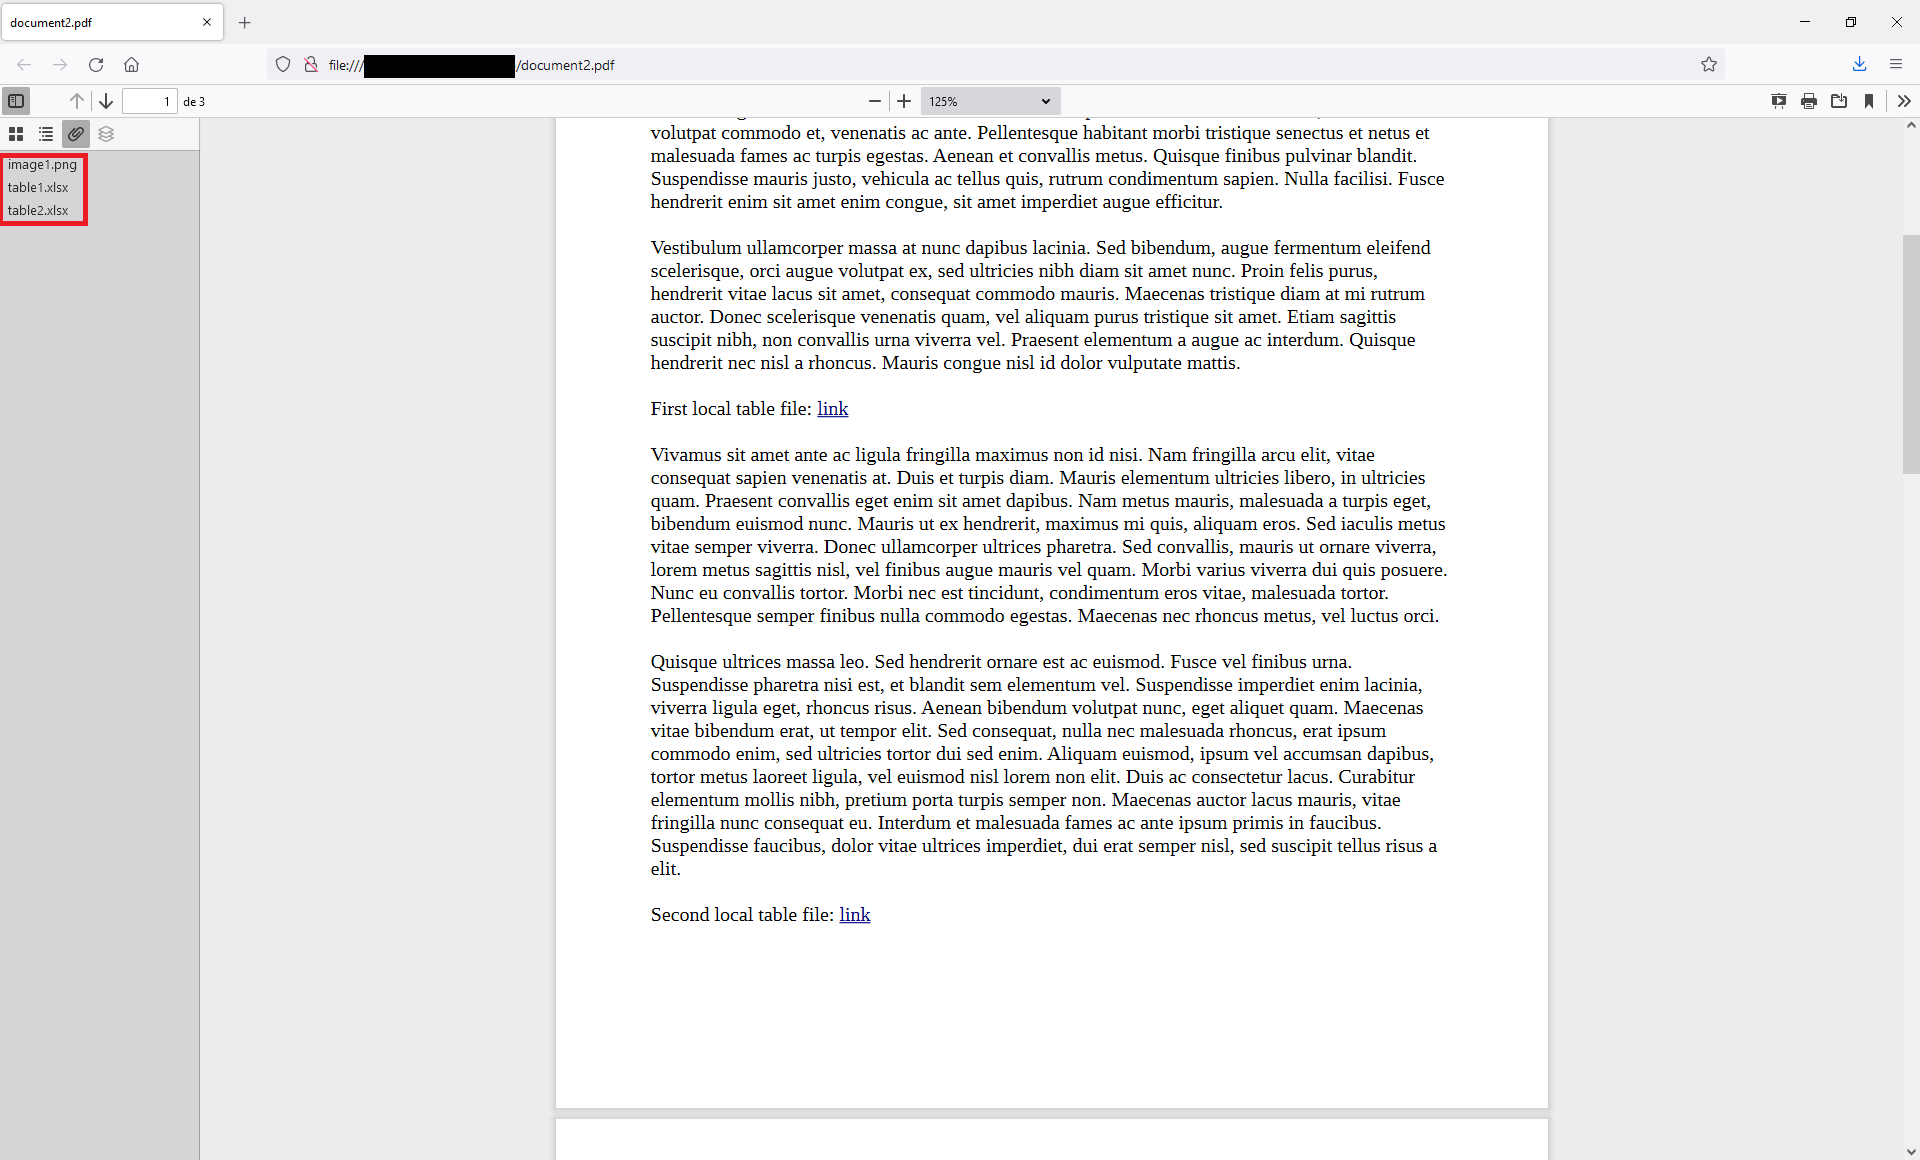 document2.pdf
file:///
/document2.pdf
1 de 3
125%
image1.png
table1.xlsx
table2.xlsx
volutpat commodo et, venenatis ac ante. Pellentesque habitant morbi tristique senectus et netus et
malesuada fames ac turpis egestas. Aenean et convallis metus. Quisque finibus pulvinar blandit.
Suspendisse mauris justo, vehicula ac tellus quis, rutrum condimentum sapien. Nulla facilisi. Fusce
hendrerit enim sit amet enim congue, sit amet imperdiet augue efficitur.
Vestibulum ullamcorper massa at nunc dapibus lacinia. Sed bibendum, augue fermentum eleifend
scelerisque, orci augue volutpat ex, sed ultricies nibh diam sit amet nunc. Proin felis purus,
hendrerit vitae lacus sit amet, consequat commodo mauris. Maecenas tristique diam at mi rutrum
auctor. Donec scelerisque venenatis quam, vel aliquam purus tristique sit amet. Etiam sagittis
suscipit nibh, non convallis urna viverra vel. Praesent elementum a augue ac interdum. Quisque
hendrerit nec nisl a rhoncus. Mauris congue nisl id dolor vulputate mattis.
First local table file: link
Vivamus sit amet ante ac ligula fringilla maximus non id nisi. Nam fringilla arcu elit, vitae
consequat sapien venenatis at. Duis et turpis diam. Mauris elementum ultricies libero, in ultricies
quam. Praesent convallis eget enim sit amet dapibus. Nam metus mauris, malesuada a turpis eget,
bibendum euismod nunc. Mauris ut ex hendrerit, maximus mi quis, aliquam eros. Sed iaculis metus
vitae semper viverra. Donec ullamcorper ultrices pharetra. Sed convallis, mauris ut ornare viverra,
lorem metus sagittis nisl, vel finibus augue mauris vel quam. Morbi varius viverra dui quis posuere.
Nunc eu convallis tortor. Morbi nec est tincidunt, condimentum eros vitae, malesuada tortor.
Pellentesque semper finibus nulla commodo egestas. Maecenas nec rhoncus metus, vel luctus orci.
Quisque ultrices massa leo. Sed hendrerit ornare est ac euismod. Fusce vel finibus urna.
Suspendisse pharetra nisi est, et blandit sem elementum vel. Suspendisse imperdiet enim lacinia,
viverra ligula eget, rhoncus risus. Aenean bibendum volutpat nunc, eget aliquet quam. Maecenas
vitae bibendum erat, ut tempor elit. Sed consequat, nulla nec malesuada rhoncus, erat ipsum
commodo enim, sed ultricies tortor dui sed enim. Aliquam euismod, ipsum vel accumsan dapibus,
tortor metus laoreet ligula, vel euismod nisl lorem non elit. Duis ac consectetur lacus. Curabitur
elementum mollis nibh, pretium porta turpis semper non. Maecenas auctor lacus mauris, vitae
fringilla nunc consequat eu. Interdum et malesuada fames ac ante ipsum primis in faucibus.
Suspendisse faucibus, dolor vitae ultrices imperdiet, dui erat semper nisl, sed suscipit tellus risus a
elit.
Second local table file: link